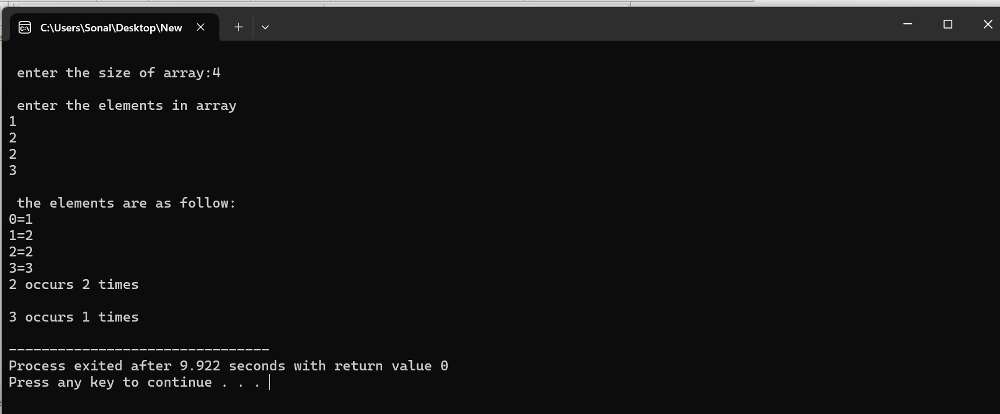 C:\Users\Sonal\Desktop\New
enter the size of array:4
enter the elements in array
1
2
2
3
the elements are as follow:
0=1
1=2
2=2
3=3
2 occurs 2 times
3 occurs 1 times
--------------------------------
Process exited after 9.922 seconds with return value 0
Press any key to continue . . .